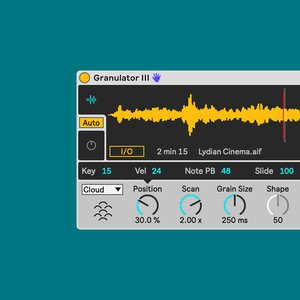 Granulator III
Auto
I/O 2 min 15 Lydian Cinema.aif
Key 15 Vel 24 Note PB 48 Slide 100
Cloud Position Scan Grain Size Shape
30.0 % 2.00 x 250 ms 50